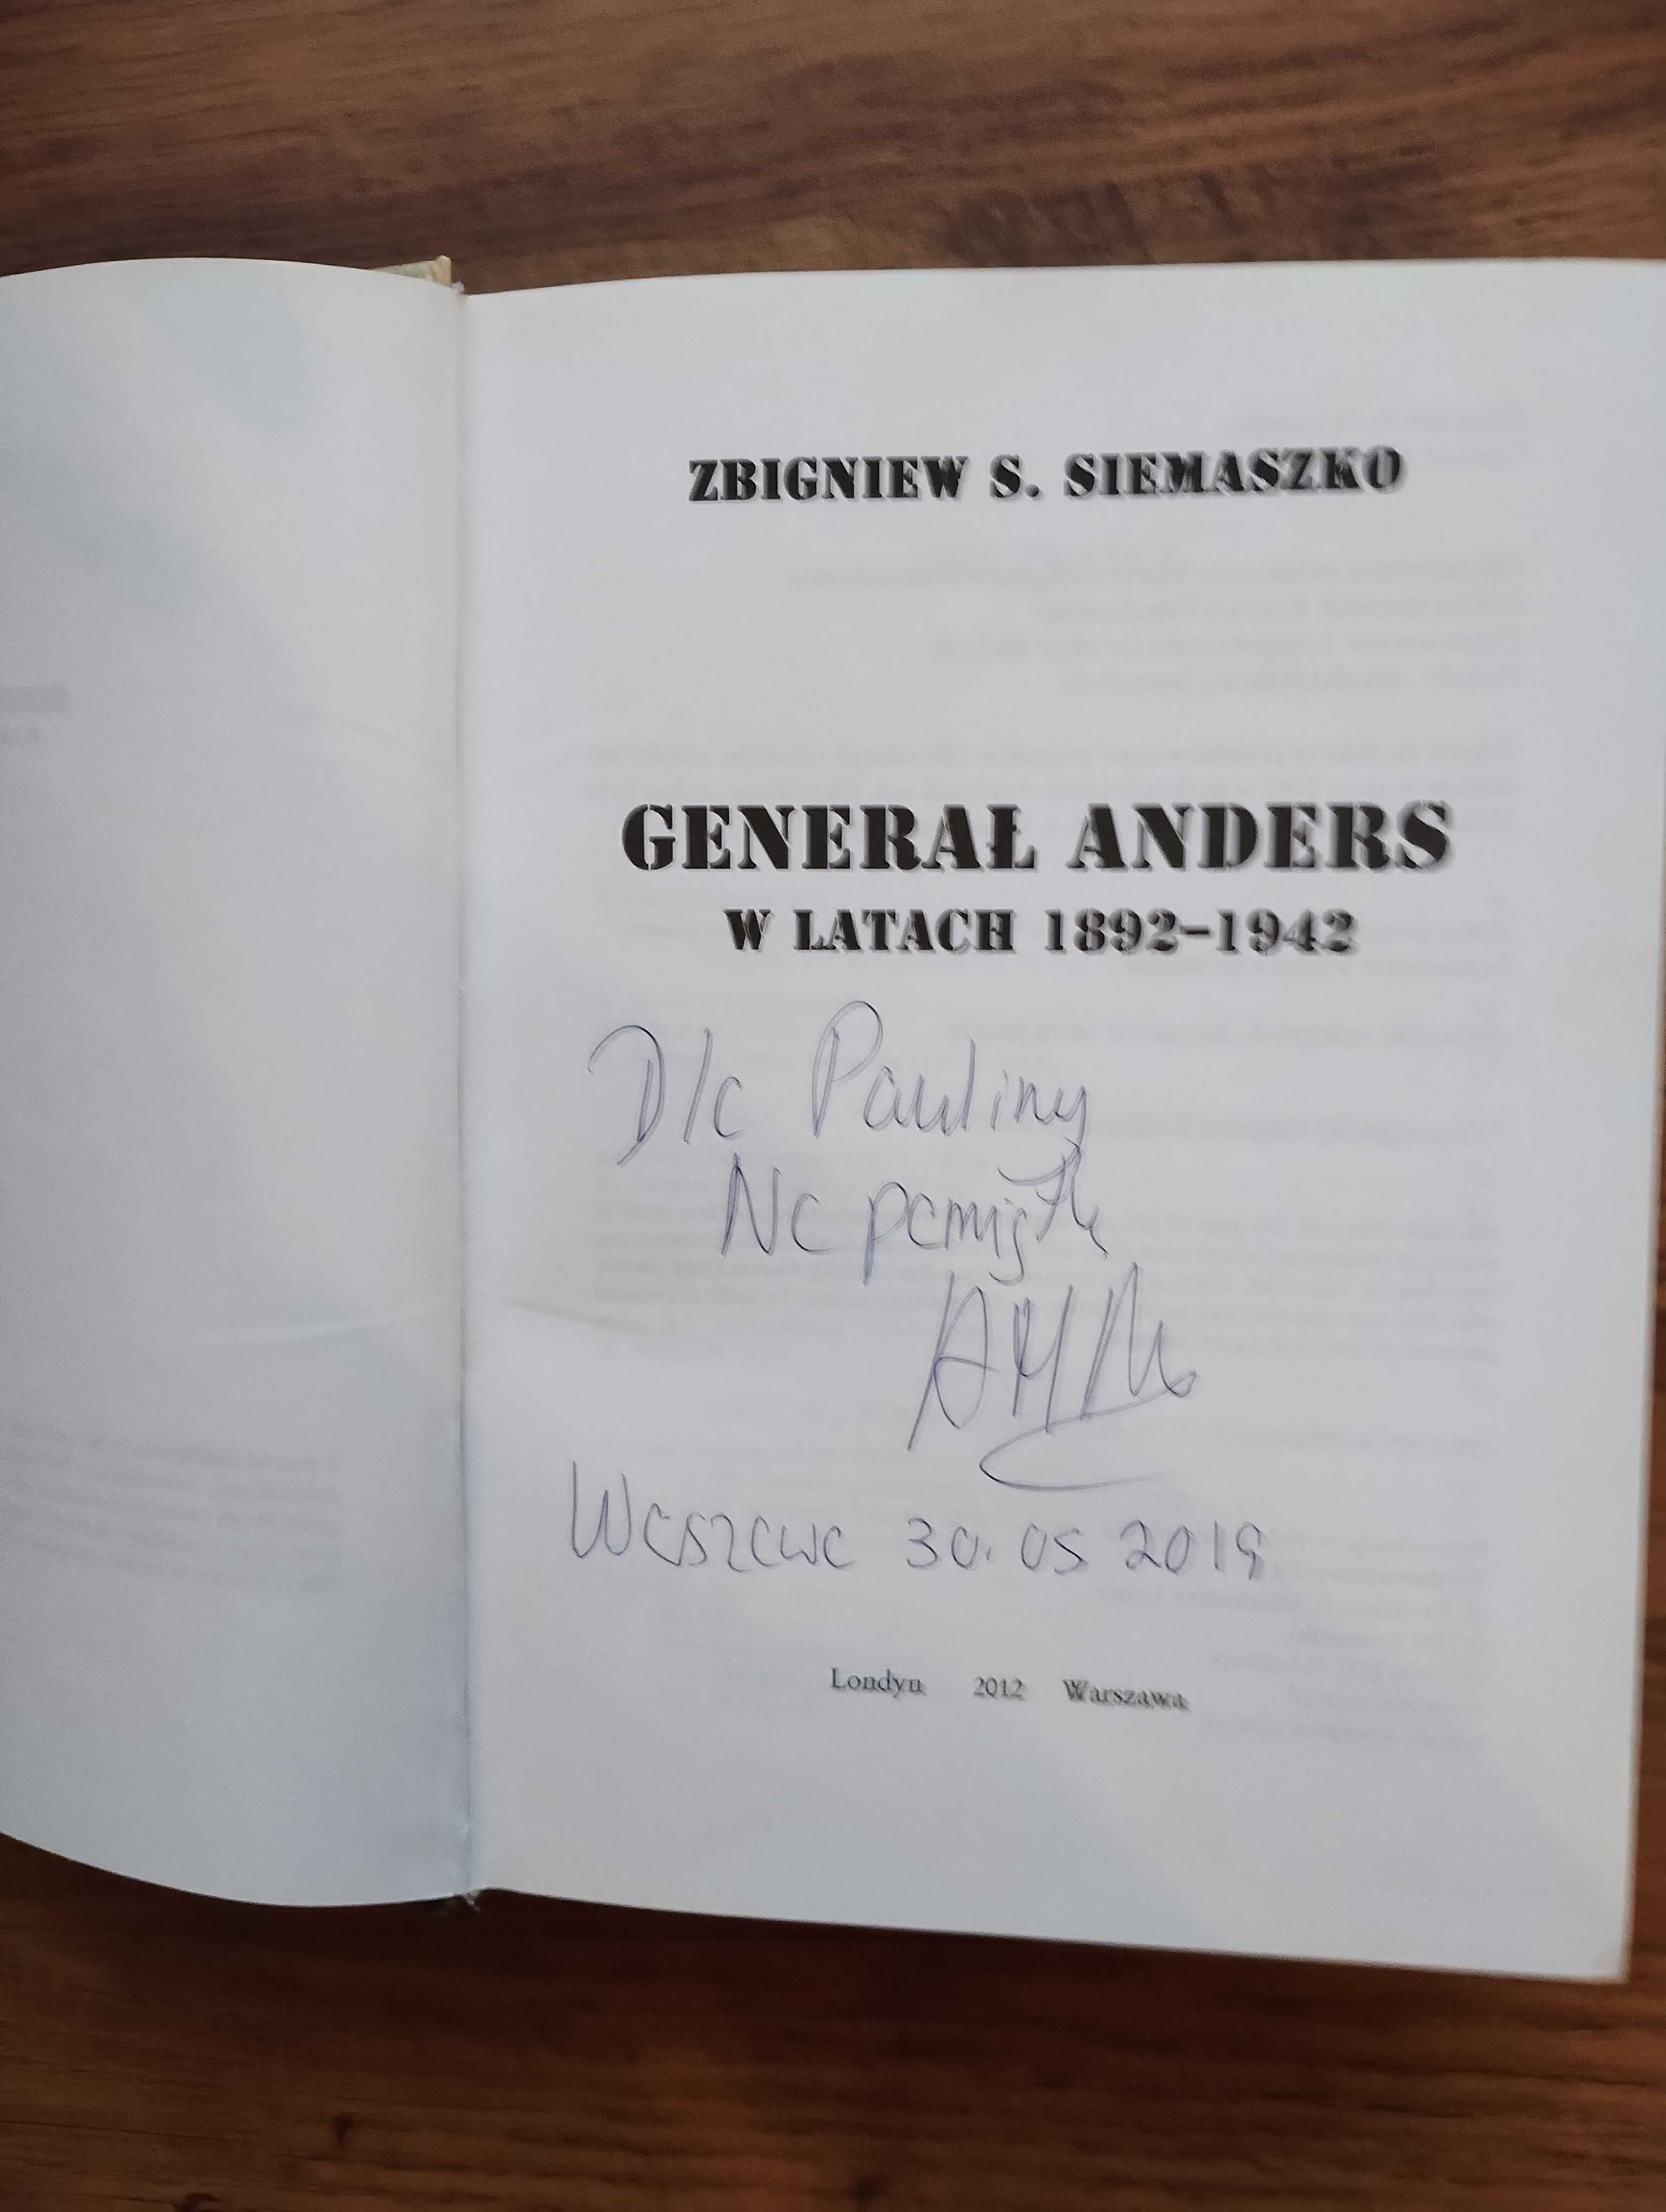 ZBIGNIEW S. SIEMASZKO
GENERAŁ ANDERS
W LATACH 1892–1942
Dla Pauliny
Na pamiątkę
Warszawa 30.05 2019
Londyn 2012 Warszawa